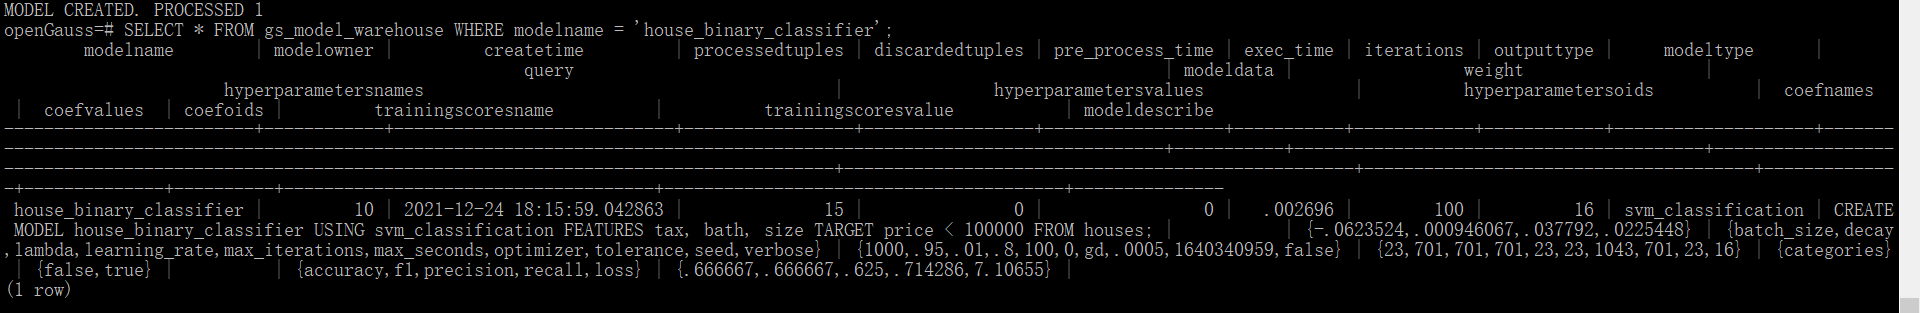 MODEL CREATED. PROCESSED 1
openGauss=# SELECT * FROM gs_model_warehouse WHERE modelname = 'house_binary_classifier';
modelname | modelowner | createtime | processedtuples | discardedtuples | pre_process_time | exec_time | iterations | outputtype | modeltype |
query | modeldata | weight |
hyperparametersnames | hyperparametersvalues | hyperparametersoids | coefnames
| coefvalues | coefoids | trainingscoresname | trainingscoresvalue | modeldescribe
house_binary_classifier | 10 | 2021-12-24 18:15:59.042863 | 15 | 0 | 0 | .002696 | 100 | 16 | svm_classification | CREATE
MODEL house_binary_classifier USING svm_classification FEATURES tax, bath, size TARGET price < 100000 FROM houses; | | {-.0623524,.000946067,.037792,.0225448} | {batch_size,decay
,lambda,learning_rate,max_iterations,max_seconds,optimizer,tolerance,seed,verbose} | {1000,.95,.01,.8,100,0,gd,.0005,1640340959,false} | {23,701,701,701,23,23,1043,701,23,16} | {categories}
| {false,true} | | {accuracy,f1,precision,recall,loss} | {.666667,.666667,.625,.714286,7.10655} |
(1 row)